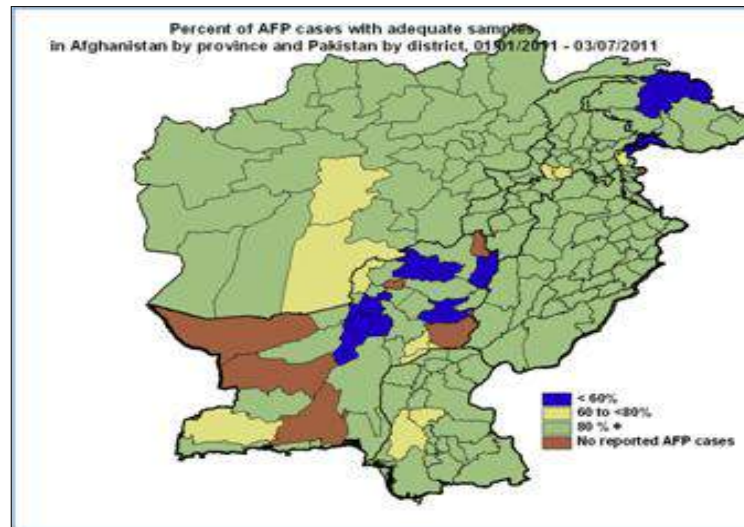 Percent of AFP cases with adequate samples
in Afghanistan by province and Pakistan by district, 01/01/2011 - 03/07/2011
< 60%
60 to <80%
80 % +
No reported AFP cases